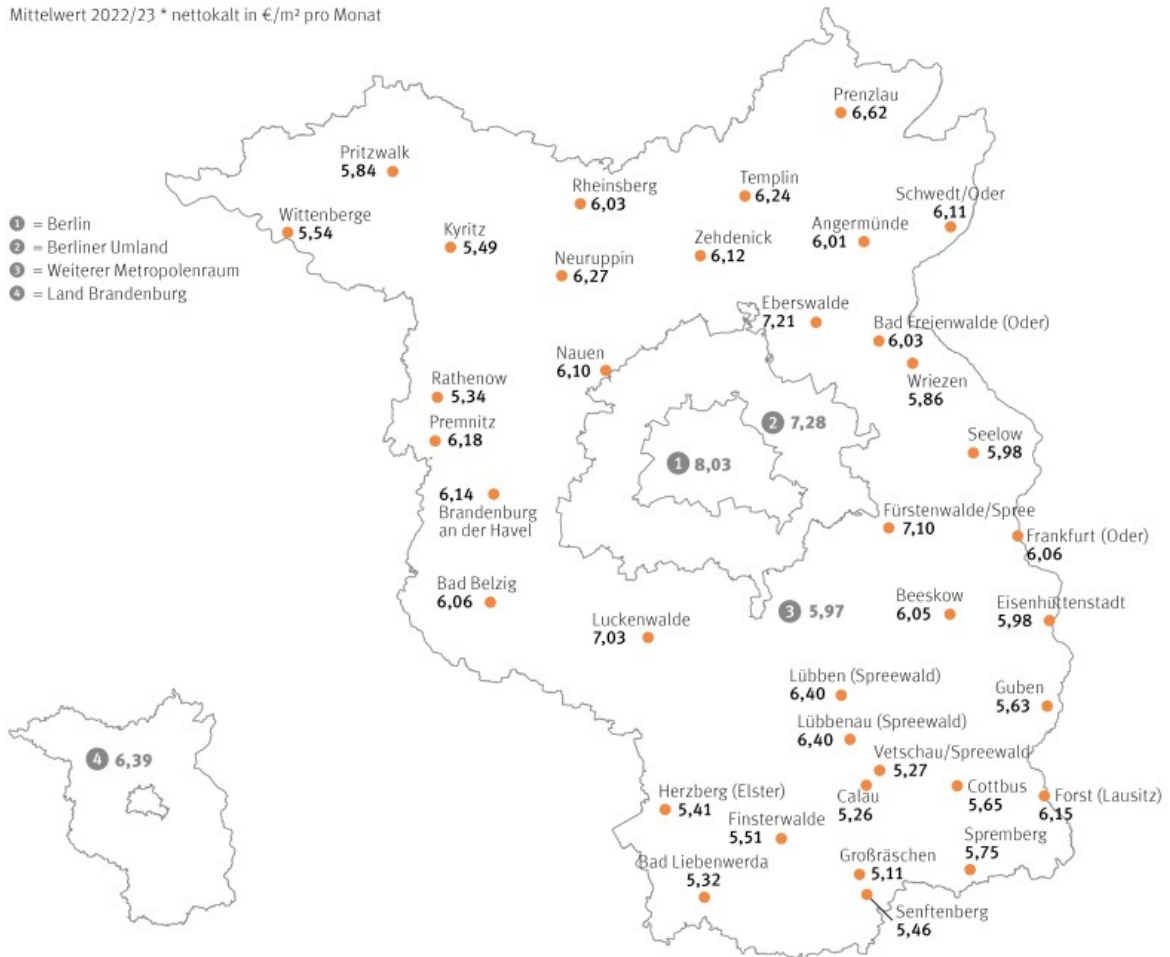 Mittelwert 2022/23 * nettokalt in €/m² pro Monat
Prenzlau
6,62
Pritzwalk
5,84
Rheinsberg
6,03
Templin
6,24
Schwedt/Oder
6,11
1 = Berlin
2 = Berliner Umland
3 = Weiterer Metropolenraum
4 = Land Brandenburg
Wittenberge
5,54
Kyritz
5,49
Neuruppin
6,27
Zehdenick
6,12
Angermünde
6,01
Eberswalde
7,21
Bad Freienwalde (Oder)
6,03
Nauen
6,10
Wriezen
5,86
Rathenow
5,34
Premnitz
6,18
2 7,28
Seelow
5,98
1 8,03
6,14
Brandenburg
an der Havel
Fürstenwalde/Spree
7,10
Frankfurt (Oder)
6,06
Bad Belzig
6,06
Luckenwalde
7,03
3 5,97
Beeskow
6,05
Eisenhüttenstadt
5,98
Lübben (Spreewald)
6,40
Guben
5,63
Lübbenau (Spreewald)
6,40
Vetschau/Spreewald
5,27
4 6,39
Herzberg (Elster)
5,41
Calau
5,26
Cottbus
5,65
Forst (Lausitz)
6,15
Finsterwalde
5,51
Spremberg
5,75
Bad Liebenwerda
5,32
Großräschen
5,11
Senftenberg
5,46